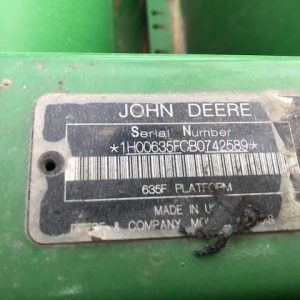 JOHN DEERE
Serial Number
*1H00635FCB0742589*
635F PLATFORM
MADE IN
& COMPANY